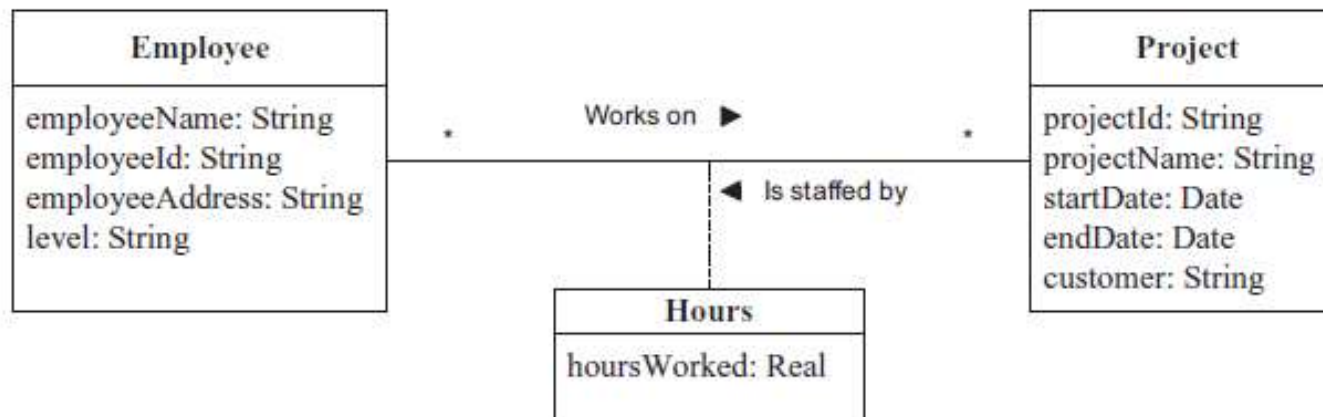 Employee
employeeName: String
employeeId: String
employeeAddress: String
level: String
*
Works on ►
*
◄ Is staffed by
Project
projectId: String
projectName: String
startDate: Date
endDate: Date
customer: String
Hours
hoursWorked: Real